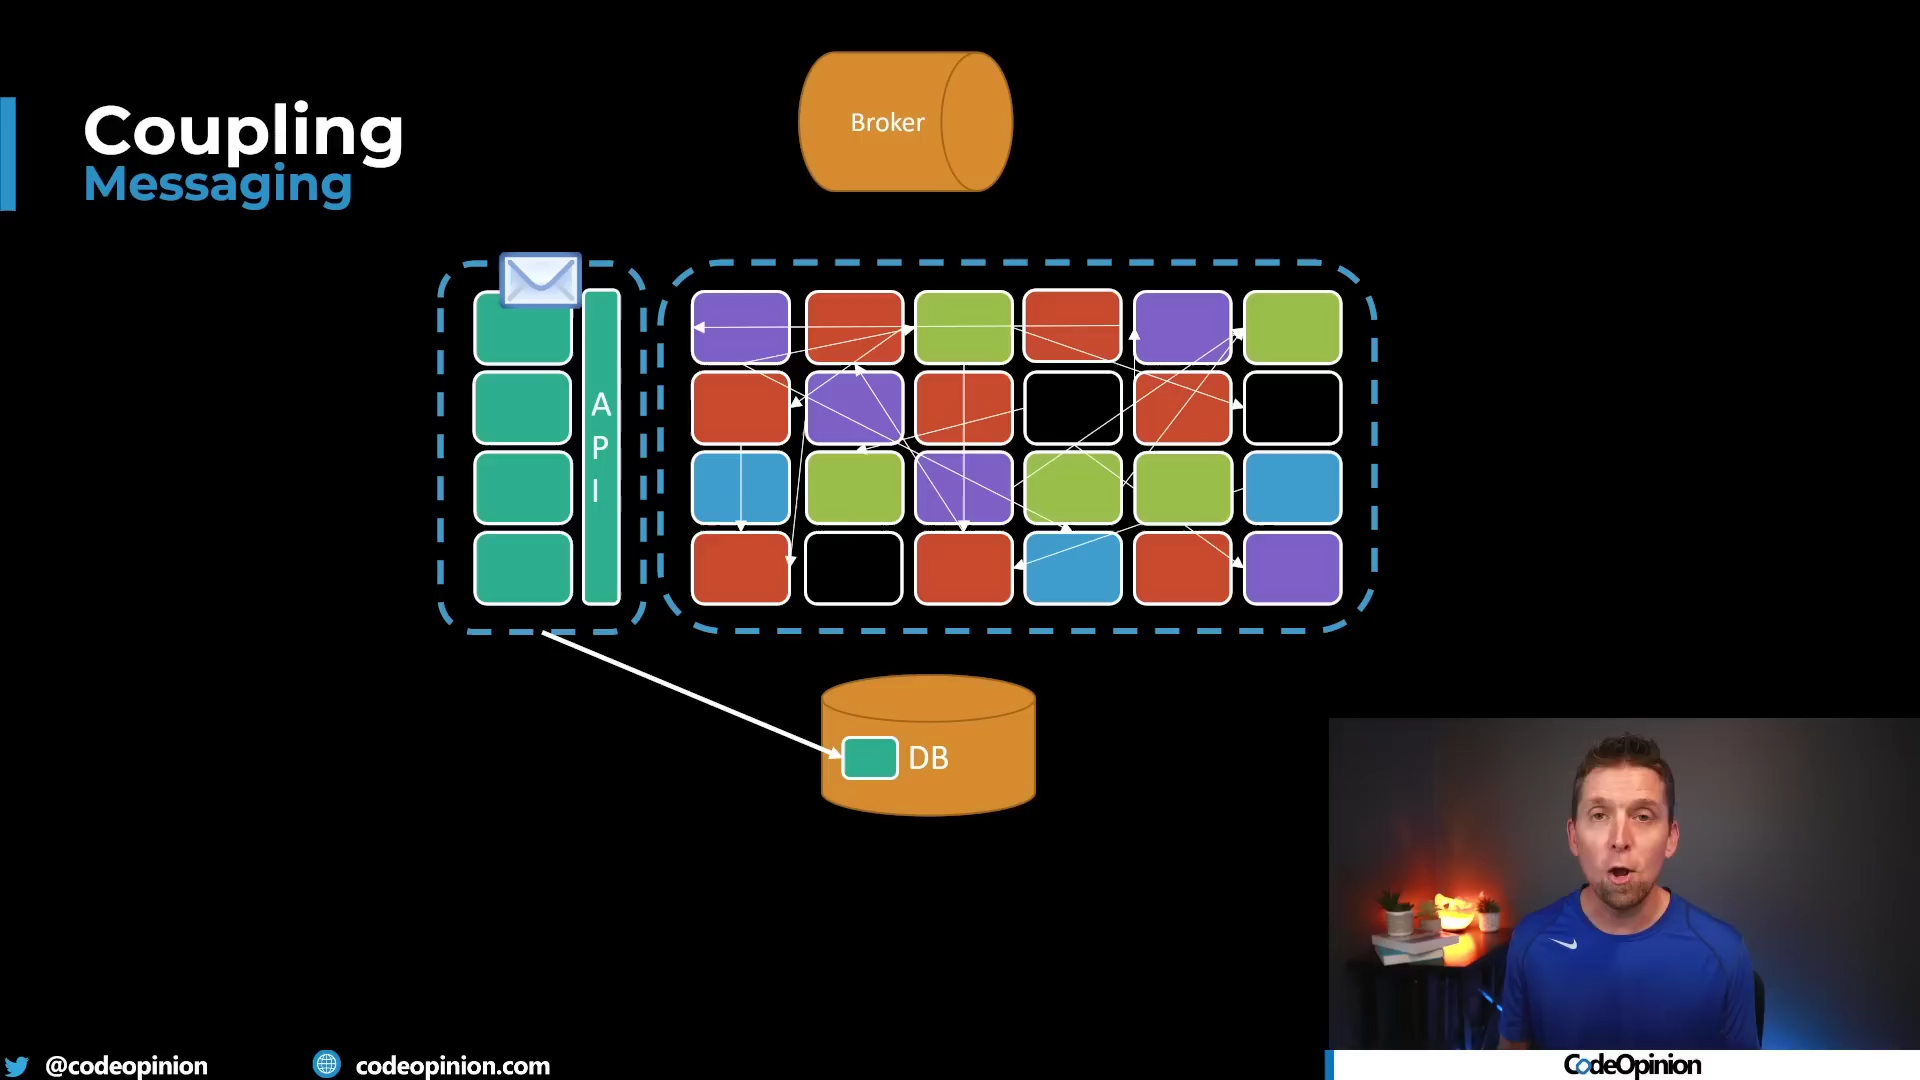 Coupling
Messaging
Broker
A
P
I
DB
@codeopinion
codeopinion.com
CodeOpinion